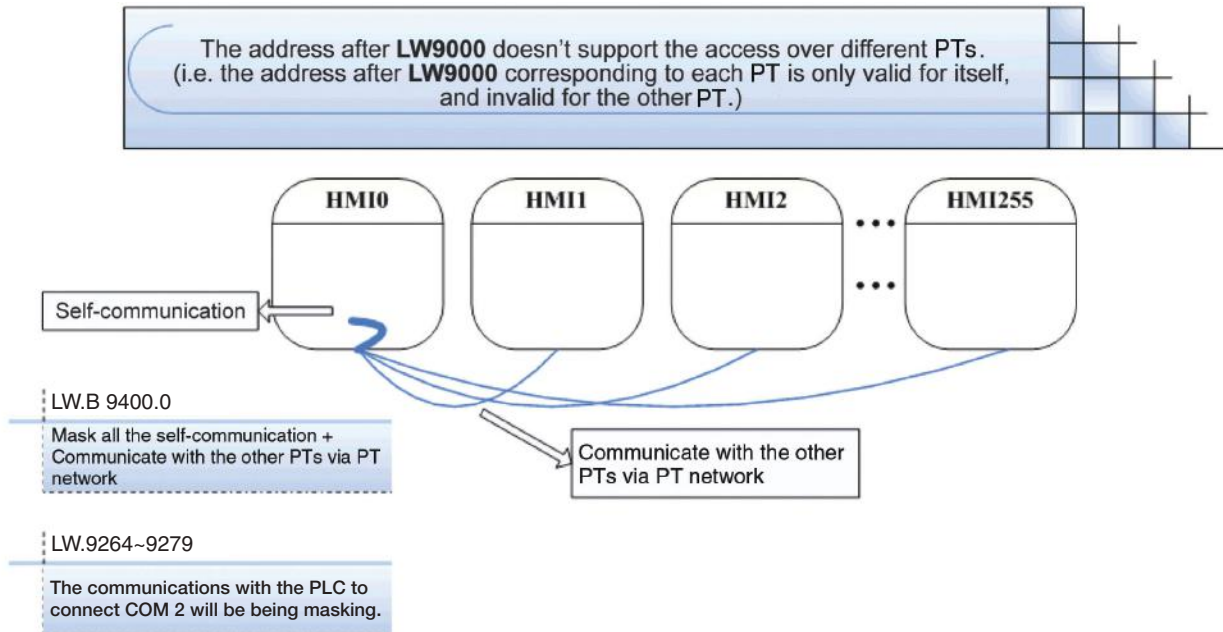 The address after LW9000 doesn't support the access over different PTs.
(i.e. the address after LW9000 corresponding to each PT is only valid for itself,
and invalid for the other PT.)
HMI0
HMI1
HMI2
•••
HMI255
•••
Self-communication
LW.B 9400.0
Mask all the self-communication +
Communicate with the other PTs via PT
network
Communicate with the other
PTs via PT network
LW.9264~9279
The communications with the PLC to
connect COM 2 will be being masking.